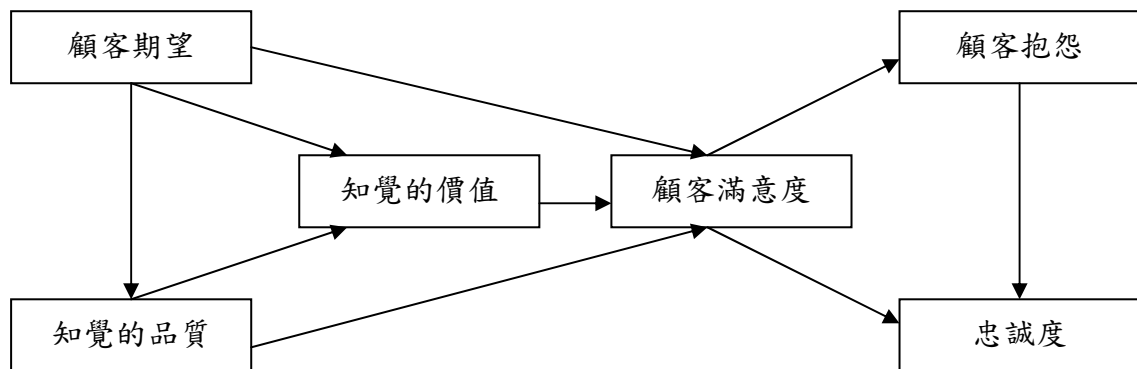 顧客期望
顧客抱怨
知覺的價值
顧客滿意度
知覺的品質
忠誠度